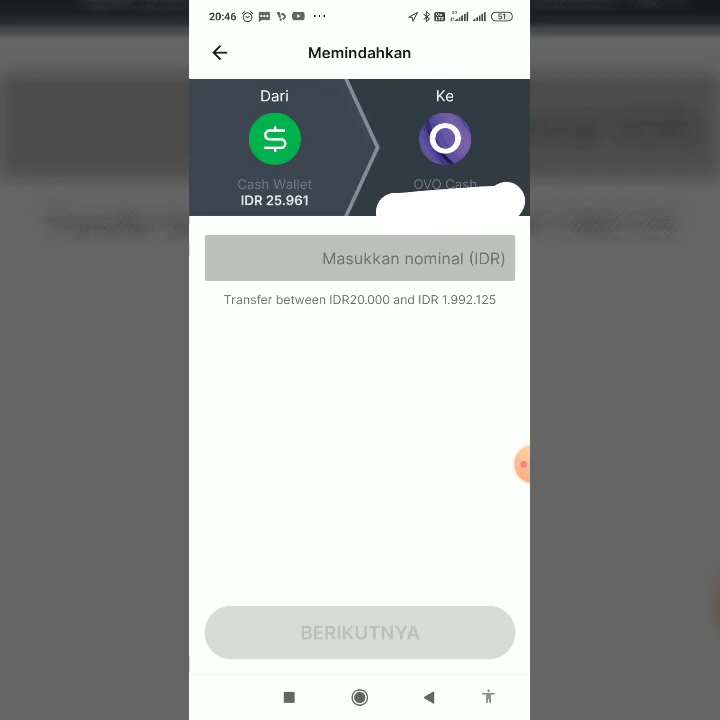 20:46
51
Memindahkan
Dari
Ke
Cash Wallet
OVO Cash
IDR 25.961
Masukkan nominal (IDR)
Transfer between IDR20.000 and IDR 1.992.125
BERIKUTNYA